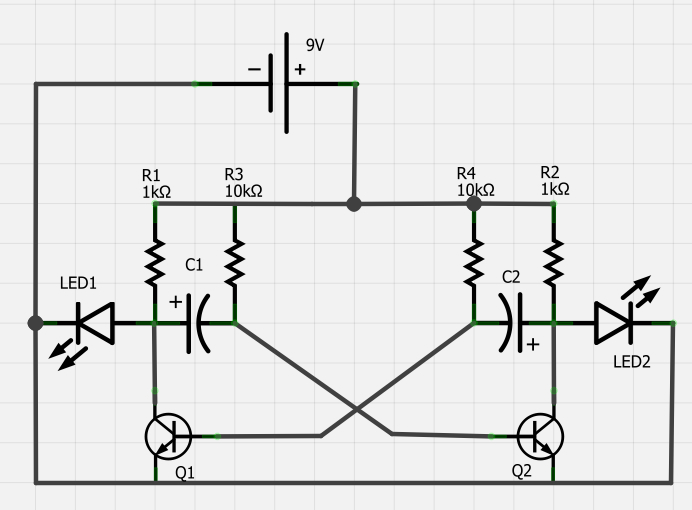 9V
− +
R1
1kΩ
R3
10kΩ
R4
10kΩ
R2
1kΩ
C1
C2
LED1
+
+
LED2
Q1
Q2